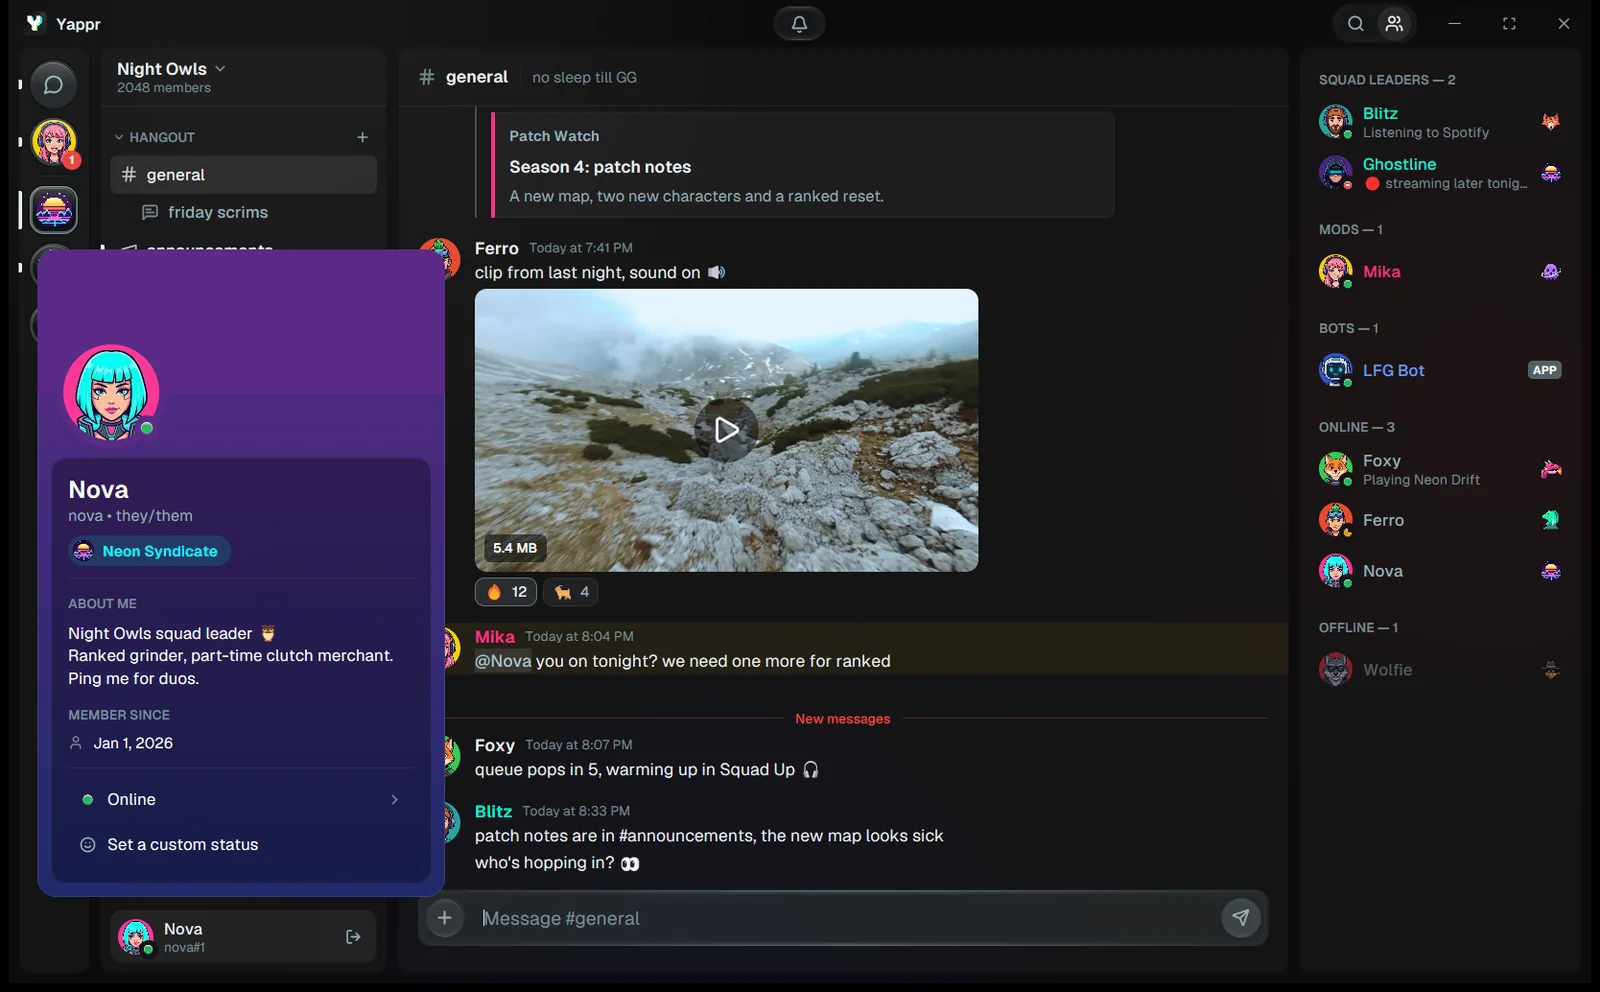 Yappr
Night Owls
2048 members
HANGOUT
# general
friday scrims
announcements
1
# general
no sleep till GG
Patch Watch
Season 4: patch notes
A new map, two new characters and a ranked reset.
Ferro Today at 7:41 PM
clip from last night, sound on
5.4 MB
12
4
Mika Today at 8:04 PM
@Nova you on tonight? we need one more for ranked
New messages
Foxy Today at 8:07 PM
queue pops in 5, warming up in Squad Up
Blitz Today at 8:33 PM
patch notes are in #announcements, the new map looks sick
who's hopping in?
Message #general
Nova
nova • they/them
Neon Syndicate
ABOUT ME
Night Owls squad leader
Ranked grinder, part-time clutch merchant.
Ping me for duos.
MEMBER SINCE
Jan 1, 2026
Online
Set a custom status
Nova
nova#1
SQUAD LEADERS — 2
Blitz
Listening to Spotify
Ghostline
streaming later tonig...
MODS — 1
Mika
BOTS — 1
LFG Bot
APP
ONLINE — 3
Foxy
Playing Neon Drift
Ferro
Nova
OFFLINE — 1
Wolfie